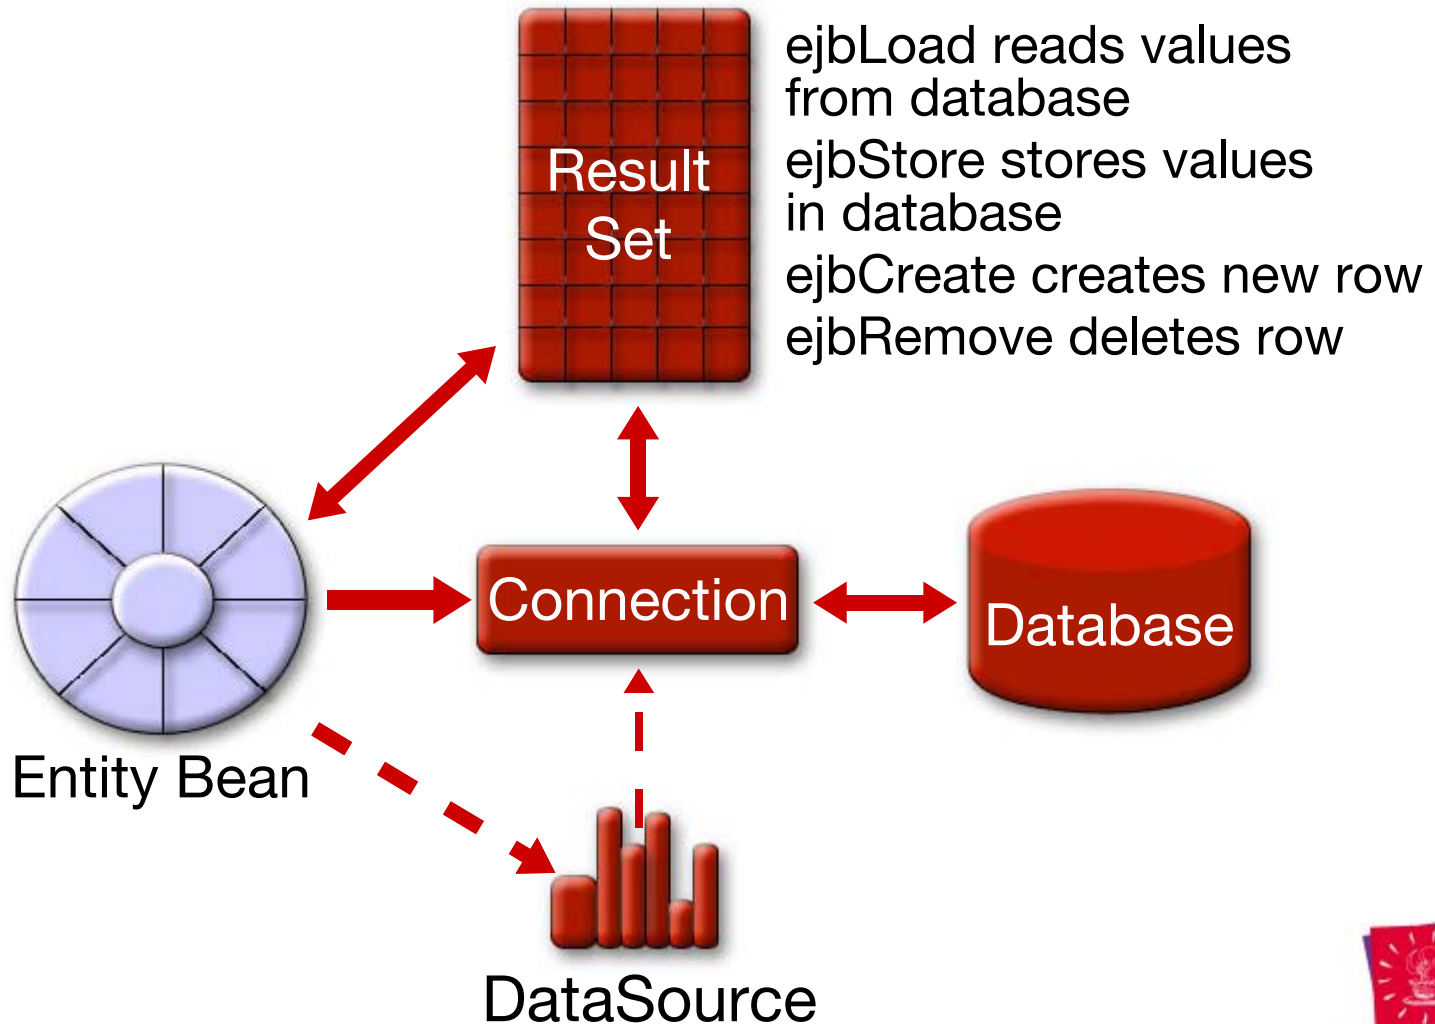 Result
Set
ejbLoad reads values
from database
ejbStore stores values
in database
ejbCreate creates new row
ejbRemove deletes row
Connection
Database
Entity Bean
DataSource